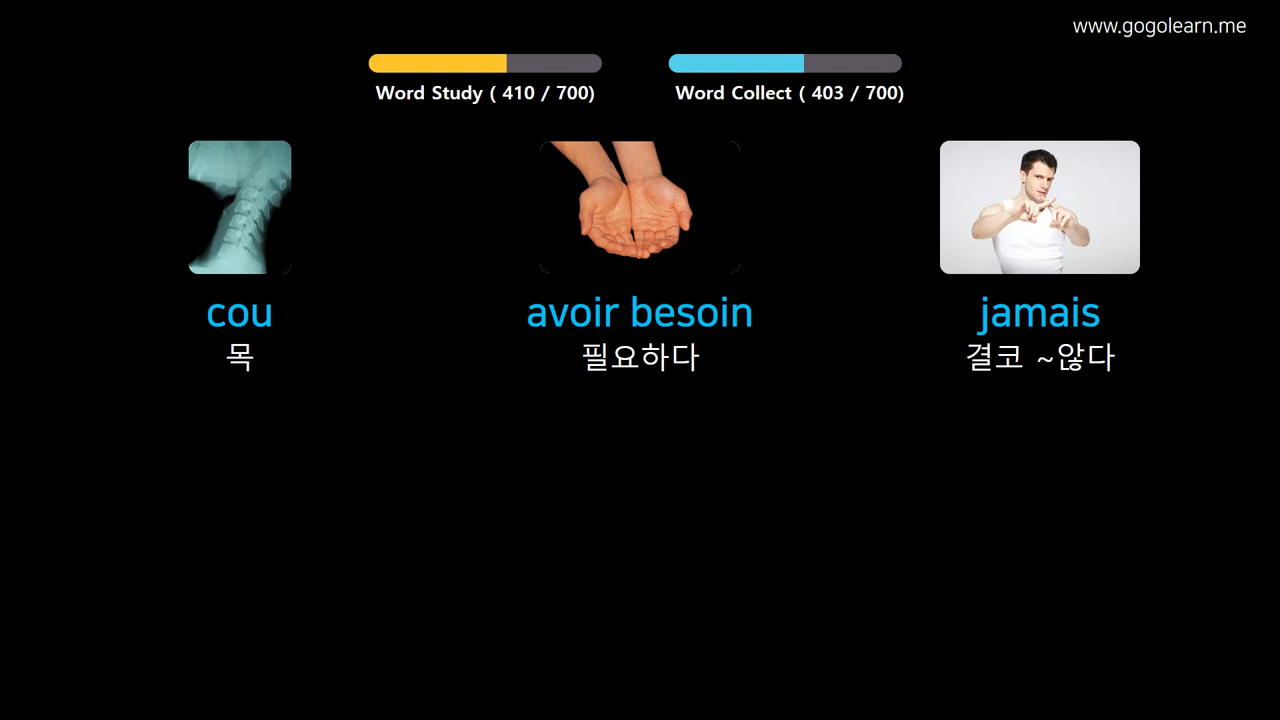 www.gogolearn.me
Word Study ( 410 / 700)
Word Collect ( 403 / 700)
cou
목
avoir besoin
필요하다
jamais
결코 ~않다